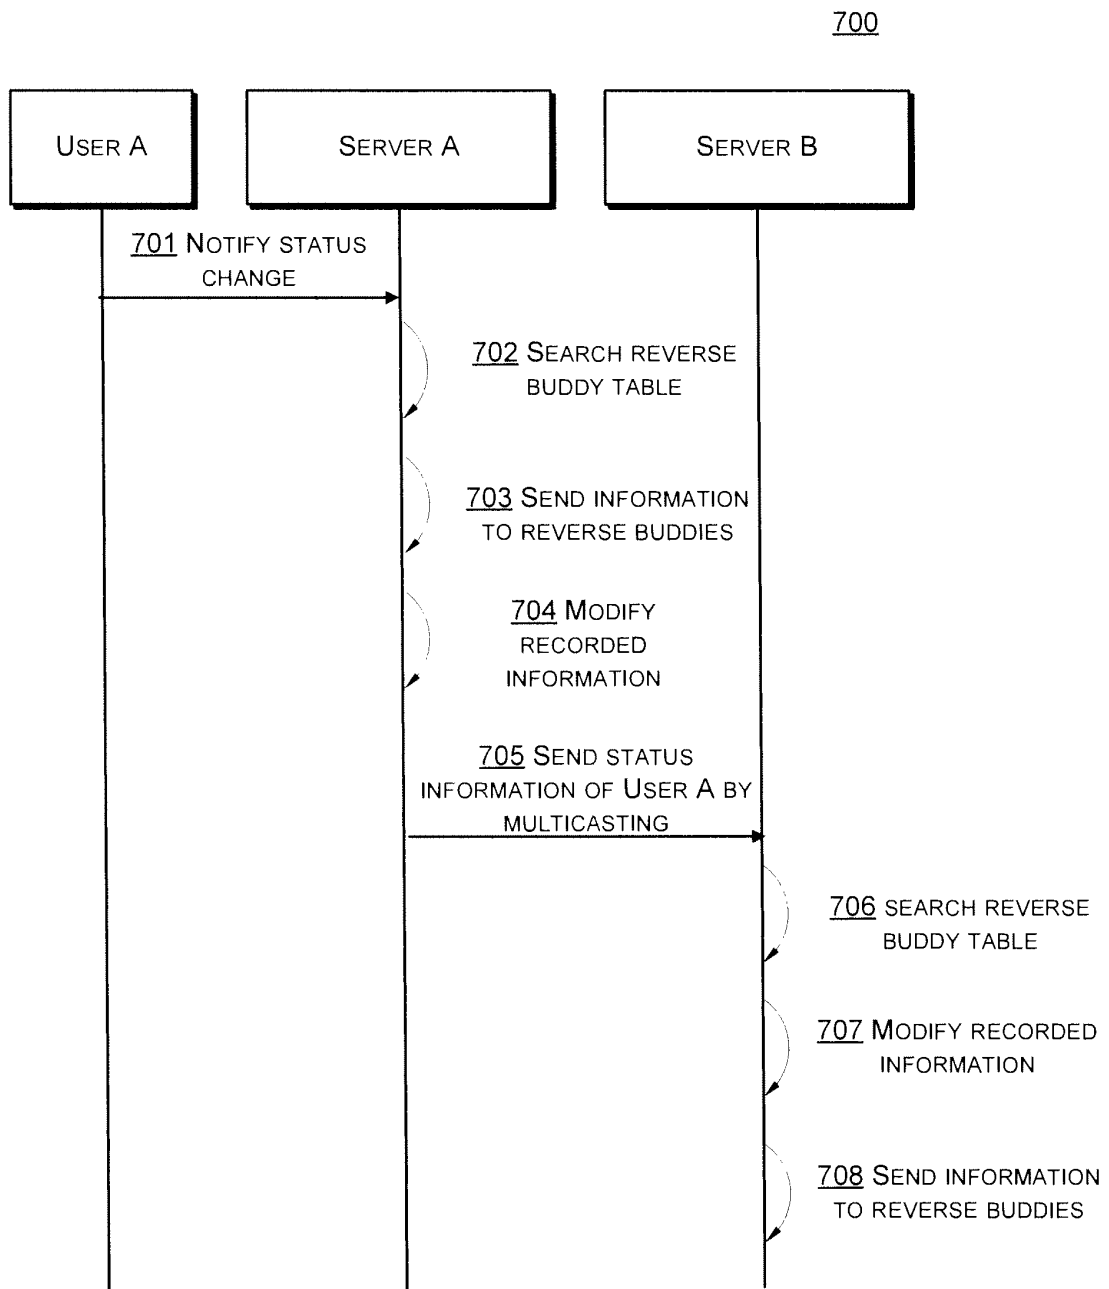 700
USER A
SERVER A
SERVER B
701 NOTIFY STATUS
CHANGE
702 SEARCH REVERSE
BUDDY TABLE
703 SEND INFORMATION
TO REVERSE BUDDIES
704 MODIFY
RECORDED
INFORMATION
705 SEND STATUS
INFORMATION OF USER A BY
MULTICASTING
706 SEARCH REVERSE
BUDDY TABLE
707 MODIFY RECORDED
INFORMATION
708 SEND INFORMATION
TO REVERSE BUDDIES